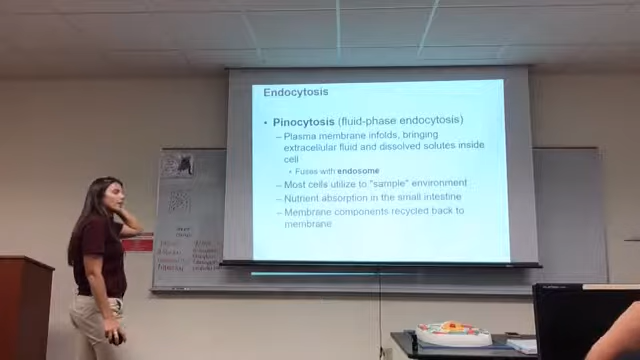 Endocytosis
• Pinocytosis (fluid-phase endocytosis)
– Plasma membrane infolds, bringing
extracellular fluid and dissolved solutes inside
cell
• Fuses with endosome
– Most cells utilize to "sample" environment
– Nutrient absorption in the small intestine
– Membrane components recycled back to
membrane